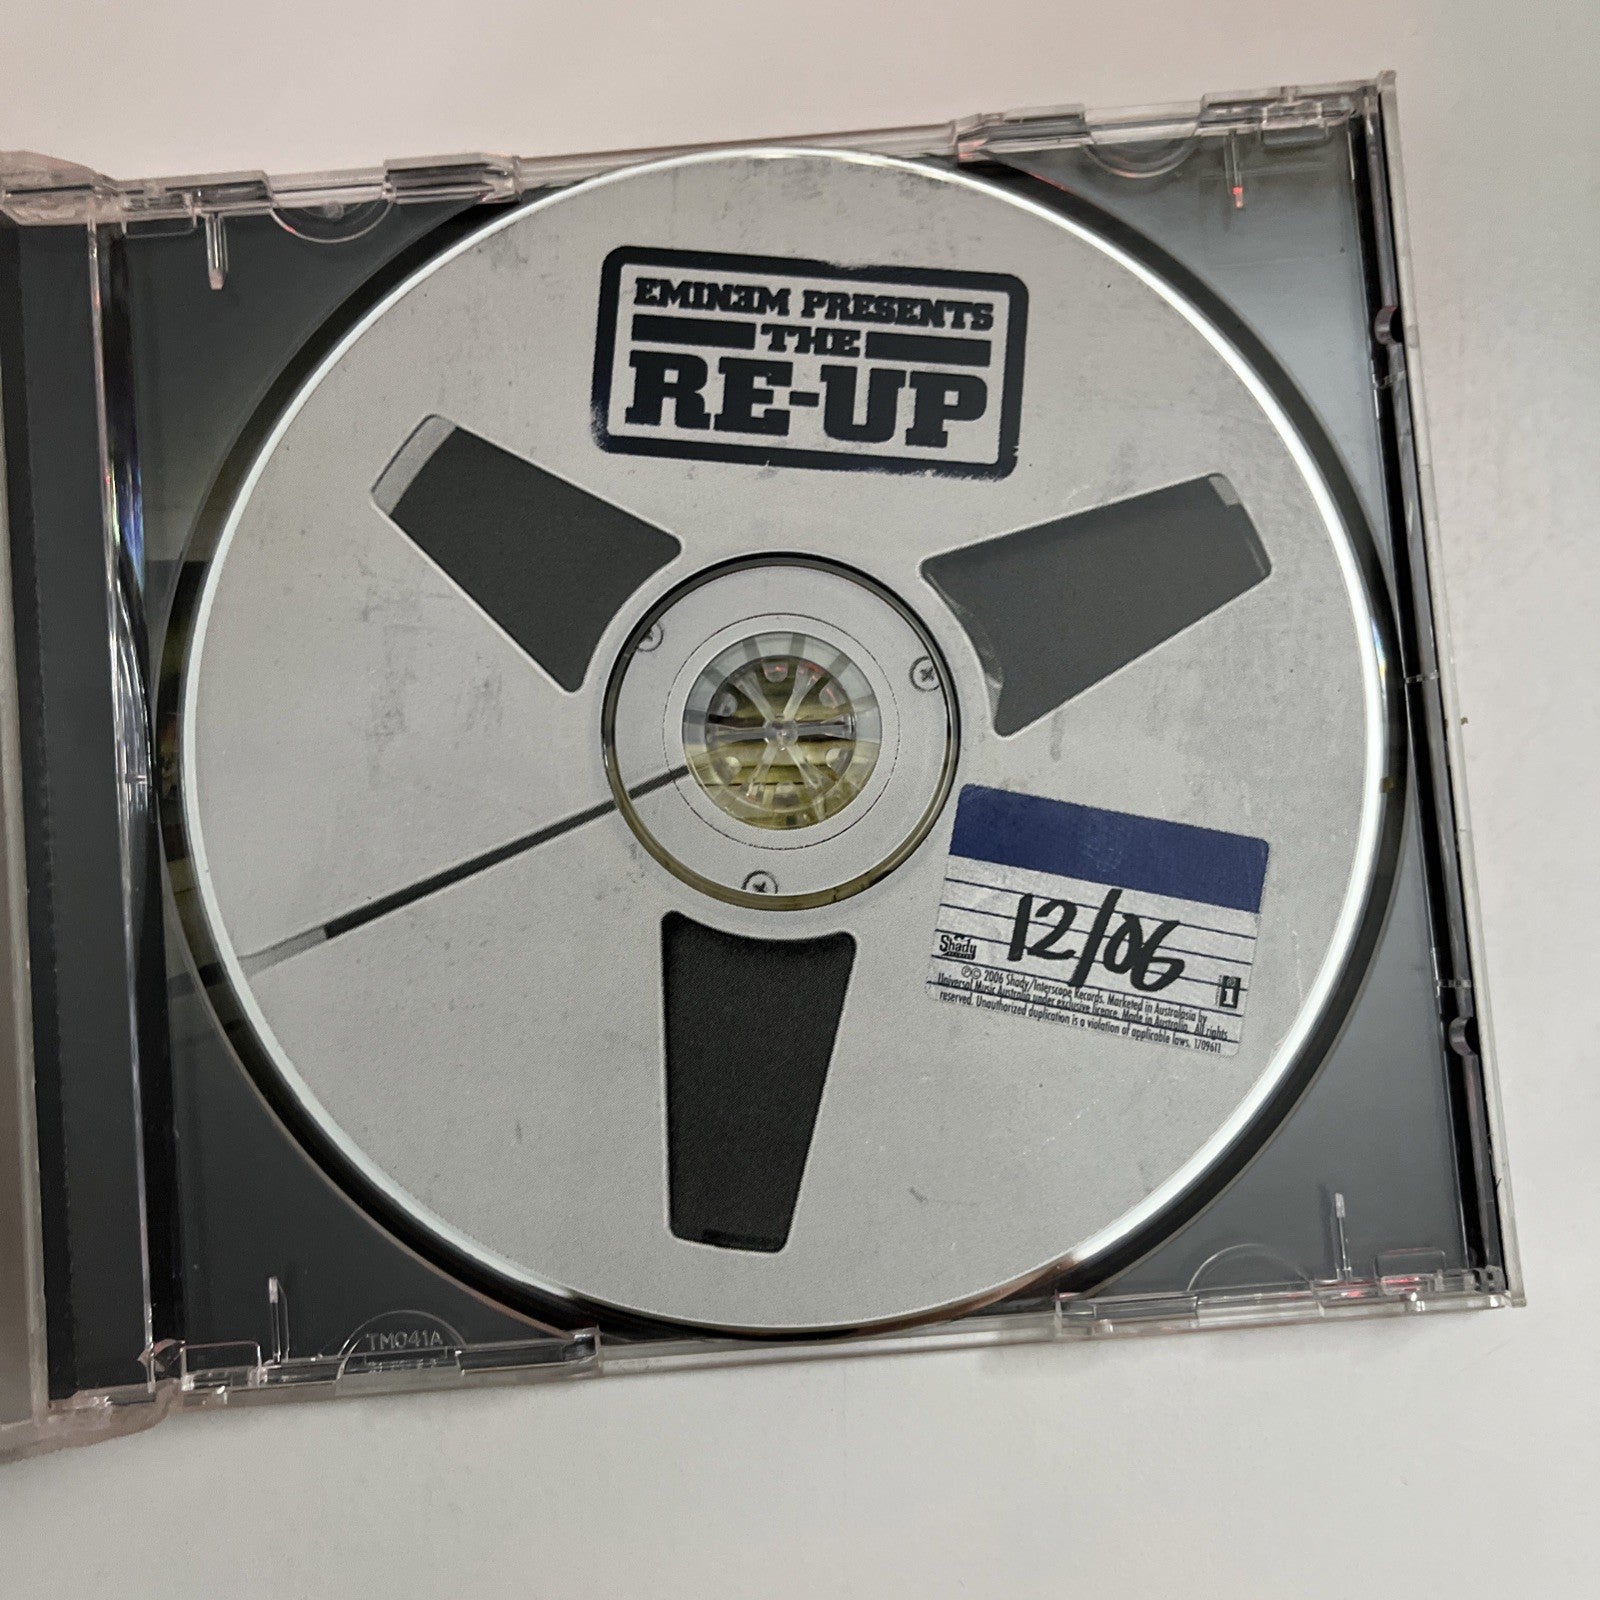 EMINƎM PRESENTS
THE
RE-UP
12/06
Shady
℗© 2006 Shady/Interscope Records. Marketed in Australasia by
Universal Music Australia under exclusive licence. Made in Australia. All rights
reserved. Unauthorized duplication is a violation of applicable laws. 1709611
i
TM041A